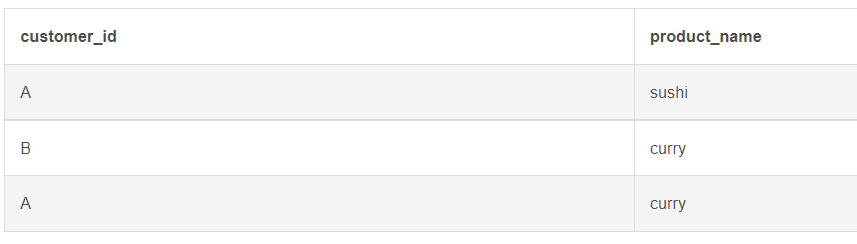 customer_id product_name
A sushi
B curry
A curry